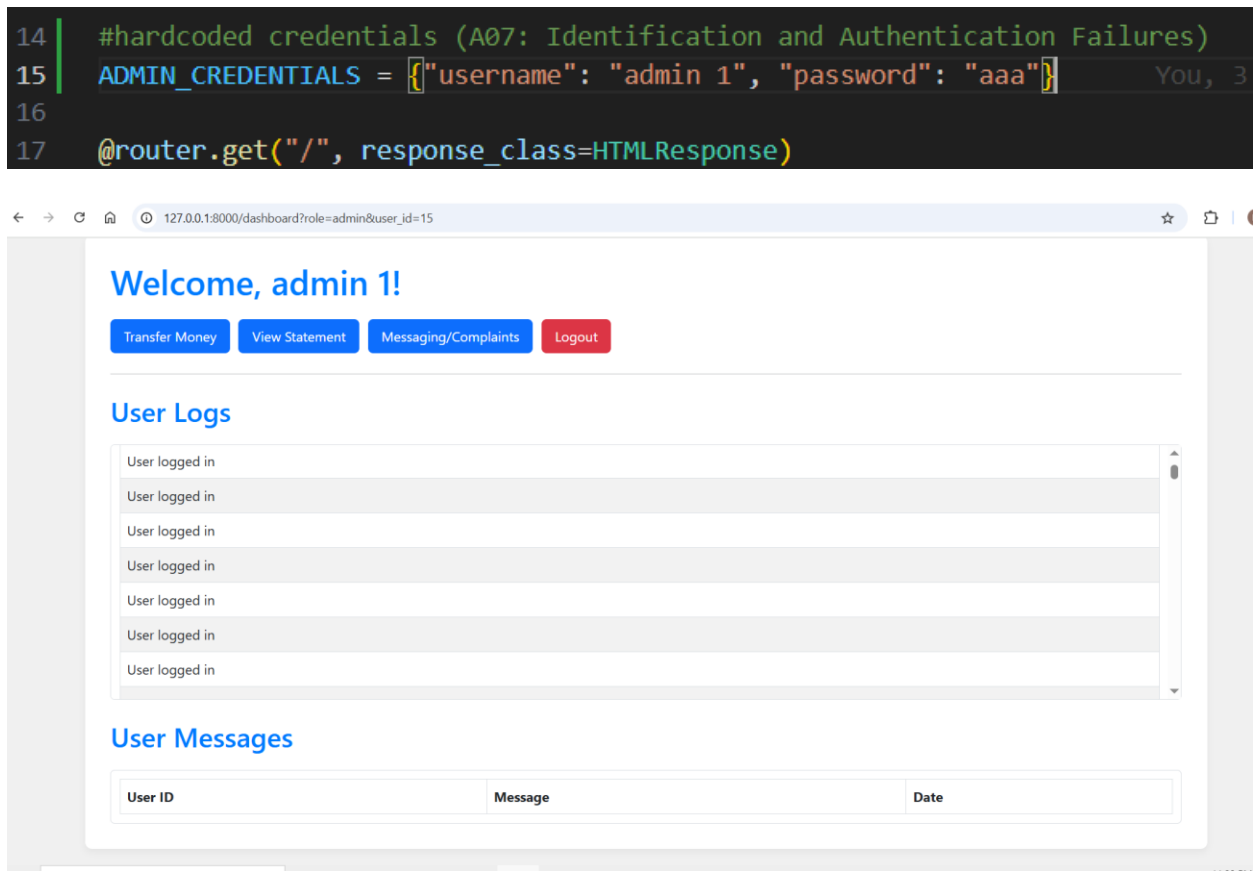 14 #hardcoded credentials (A07: Identification and Authentication Failures)
15 ADMIN_CREDENTIALS = {"username": "admin 1", "password": "aaa"} You, 3
16
17 @router.get("/", response_class=HTMLResponse)
127.0.0.1:8000/dashboard?role=admin&user_id=15
Welcome, admin 1!
Transfer Money View Statement Messaging/Complaints Logout
User Logs
User logged in
User logged in
User logged in
User logged in
User logged in
User logged in
User logged in
User Messages
User ID Message Date